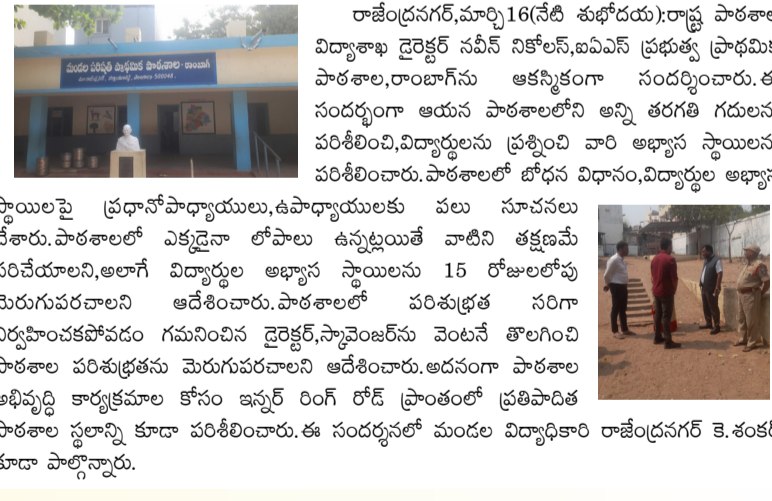 మండల పరిషత్ ప్రాథమిక పాఠశాల- రాంబాగ్
రాజేంద్రనగర్,మార్చి16(నేటి శుభోదయ):రాష్ట్ర పాఠశాల
విద్యాశాఖ డైరెక్టర్ నవీన్ నికోలస్,ఐఏఎస్ ప్రభుత్వ ప్రాథమిక
పాఠశాల,రాంబాగ్‌ను ఆకస్మికంగా సందర్శించారు.ఈ
సందర్భంగా ఆయన పాఠశాలలోని అన్ని తరగతి గదులను
పరిశీలించి,విద్యార్థులను ప్రశ్నించి వారి అభ్యాస స్థాయిలను
పరిశీలించారు.పాఠశాలలో బోధన విధానం,విద్యార్థుల అభ్యాస
స్థాయిలపై ప్రధానోపాధ్యాయులు,ఉపాధ్యాయులకు పలు సూచనలు
చేశారు.పాఠశాలలో ఎక్కడైనా లోపాలు ఉన్నట్లయితే వాటిని తక్షణమే
సరిచేయాలని,అలాగే విద్యార్థుల అభ్యాస స్థాయిలను 15 రోజులలోపు
మెరుగుపరచాలని ఆదేశించారు.పాఠశాలలో పరిశుభ్రత సరిగా
నిర్వహించకపోవడం గమనించిన డైరెక్టర్,స్కావెంజర్‌ను వెంటనే తొలగించి
పాఠశాల పరిశుభ్రతను మెరుగుపరచాలని ఆదేశించారు.అదనంగా పాఠశాల
అభివృద్ధి కార్యక్రమాల కోసం ఇన్నర్ రింగ్ రోడ్ ప్రాంతంలో ప్రతిపాదిత
పాఠశాల స్థలాన్ని కూడా పరిశీలించారు.ఈ సందర్శనలో మండల విద్యాధికారి రాజేంద్రనగర్ కె.శంకర్
కూడా పాల్గొన్నారు.